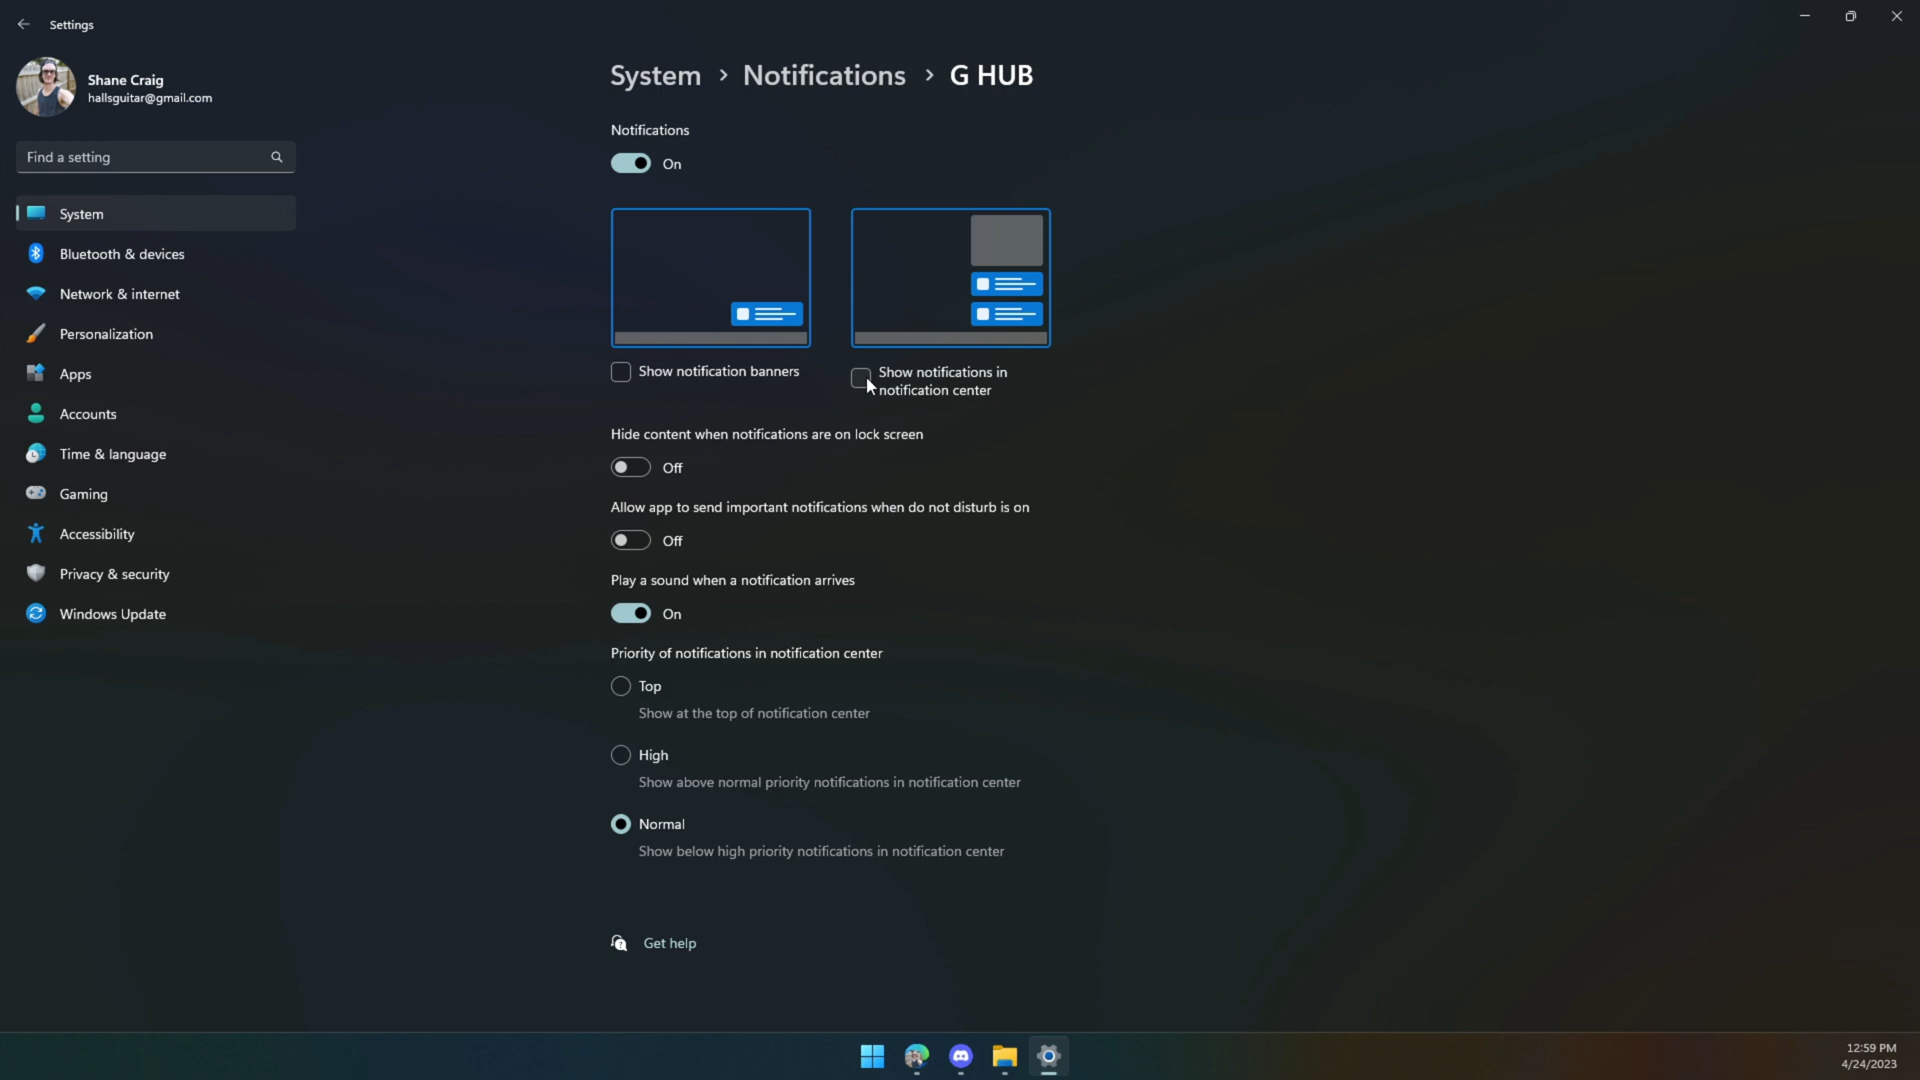 Settings
Shane Craig
hallsguitar@gmail.com
Find a setting
System
Bluetooth & devices
Network & internet
Personalization
Apps
Accounts
Time & language
Gaming
Accessibility
Privacy & security
Windows Update
System > Notifications > G HUB
Notifications
On
Show notification banners
Show notifications in
notification center
Hide content when notifications are on lock screen
Off
Allow app to send important notifications when do not disturb is on
Off
Play a sound when a notification arrives
On
Priority of notifications in notification center
Top
Show at the top of notification center
High
Show above normal priority notifications in notification center
Normal
Show below high priority notifications in notification center
Get help
12:59 PM
4/24/2023